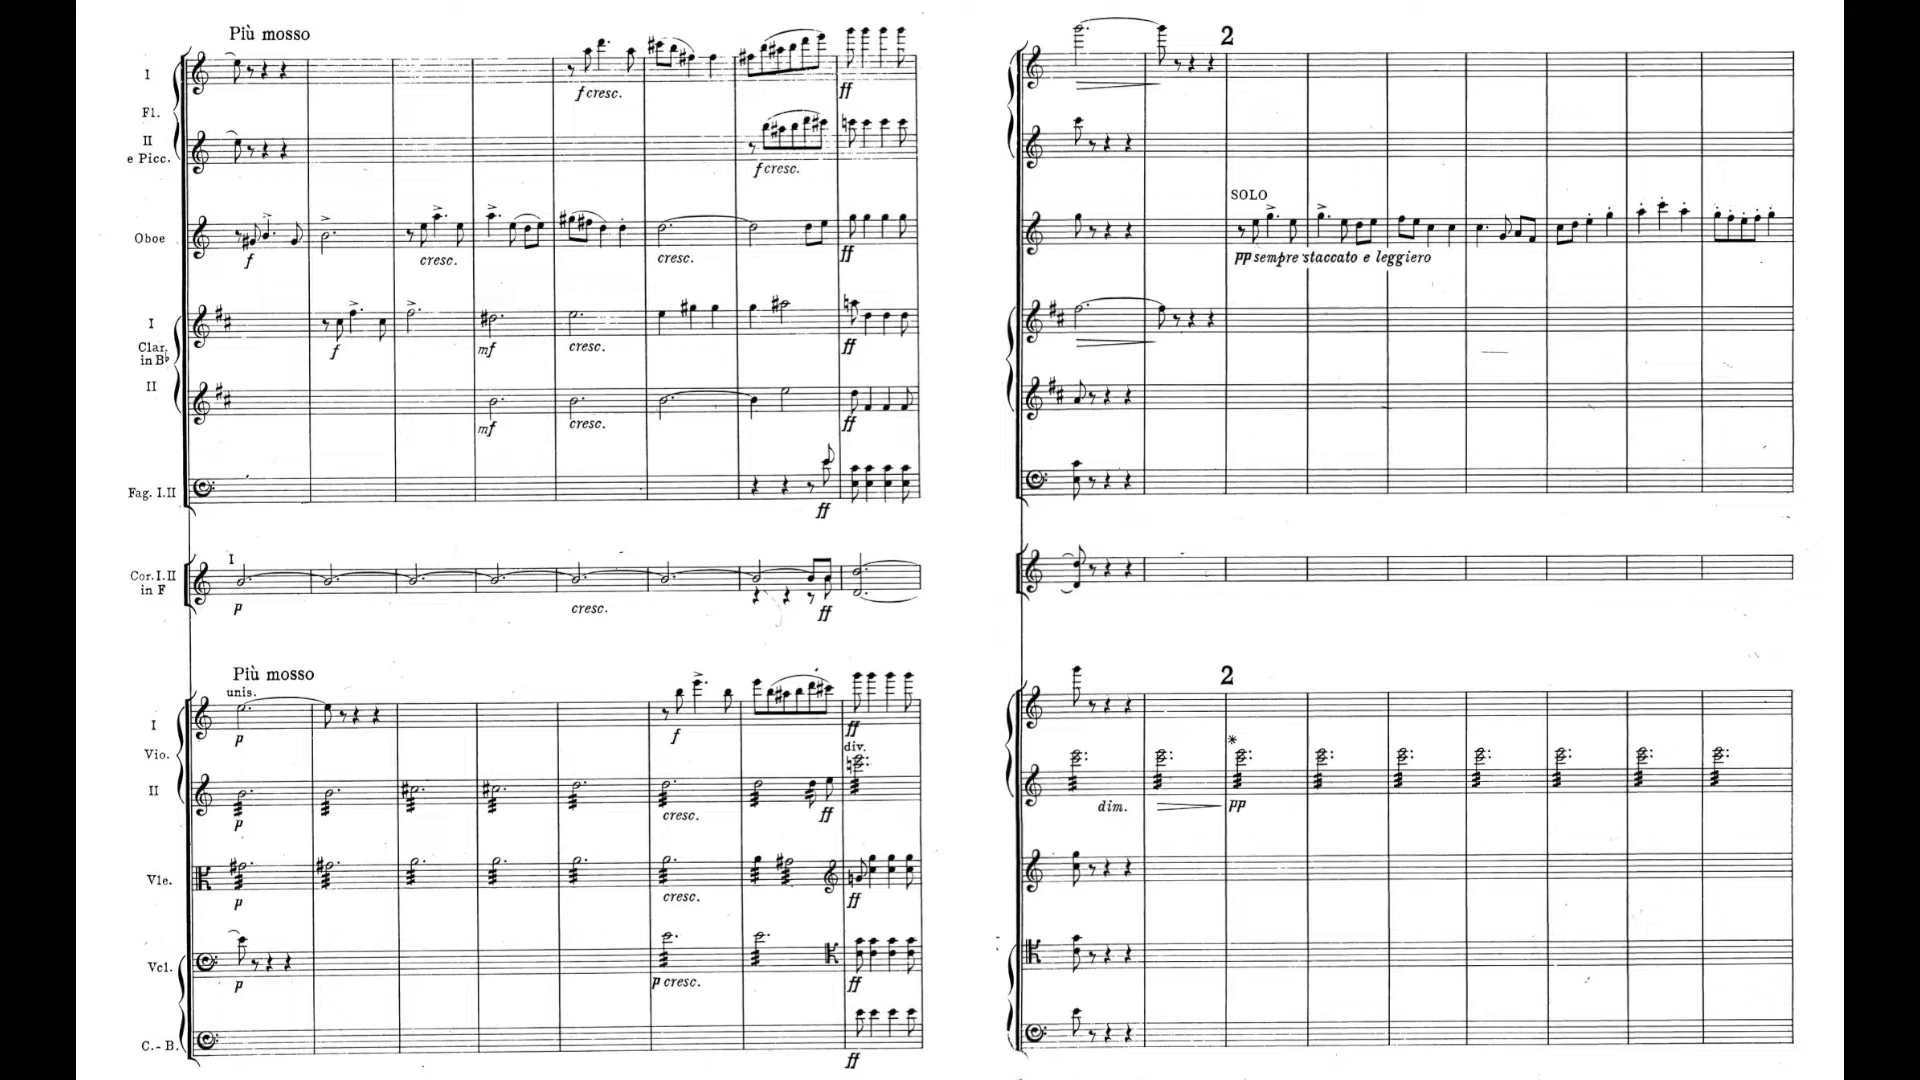 Più mosso
I
f cresc.
ff
Fl.
II
e Picc.
f cresc.
Oboe
f
cresc.
cresc.
ff
I
f
mf
cresc.
ff
Clar.
in B♭
II
mf
cresc.
ff
Fag. I.II
ff
I
Cor. I.II
in F
p
cresc.
ff
Più mosso
unis.
I
p
f
ff
Vio.
div.
II
p
cresc.
ff
Vle.
p
cresc.
ff
Vcl.
p
p cresc.
ff
C.-B.
ff
2
SOLO
pp sempre staccato e leggiero
2
*
dim.
pp